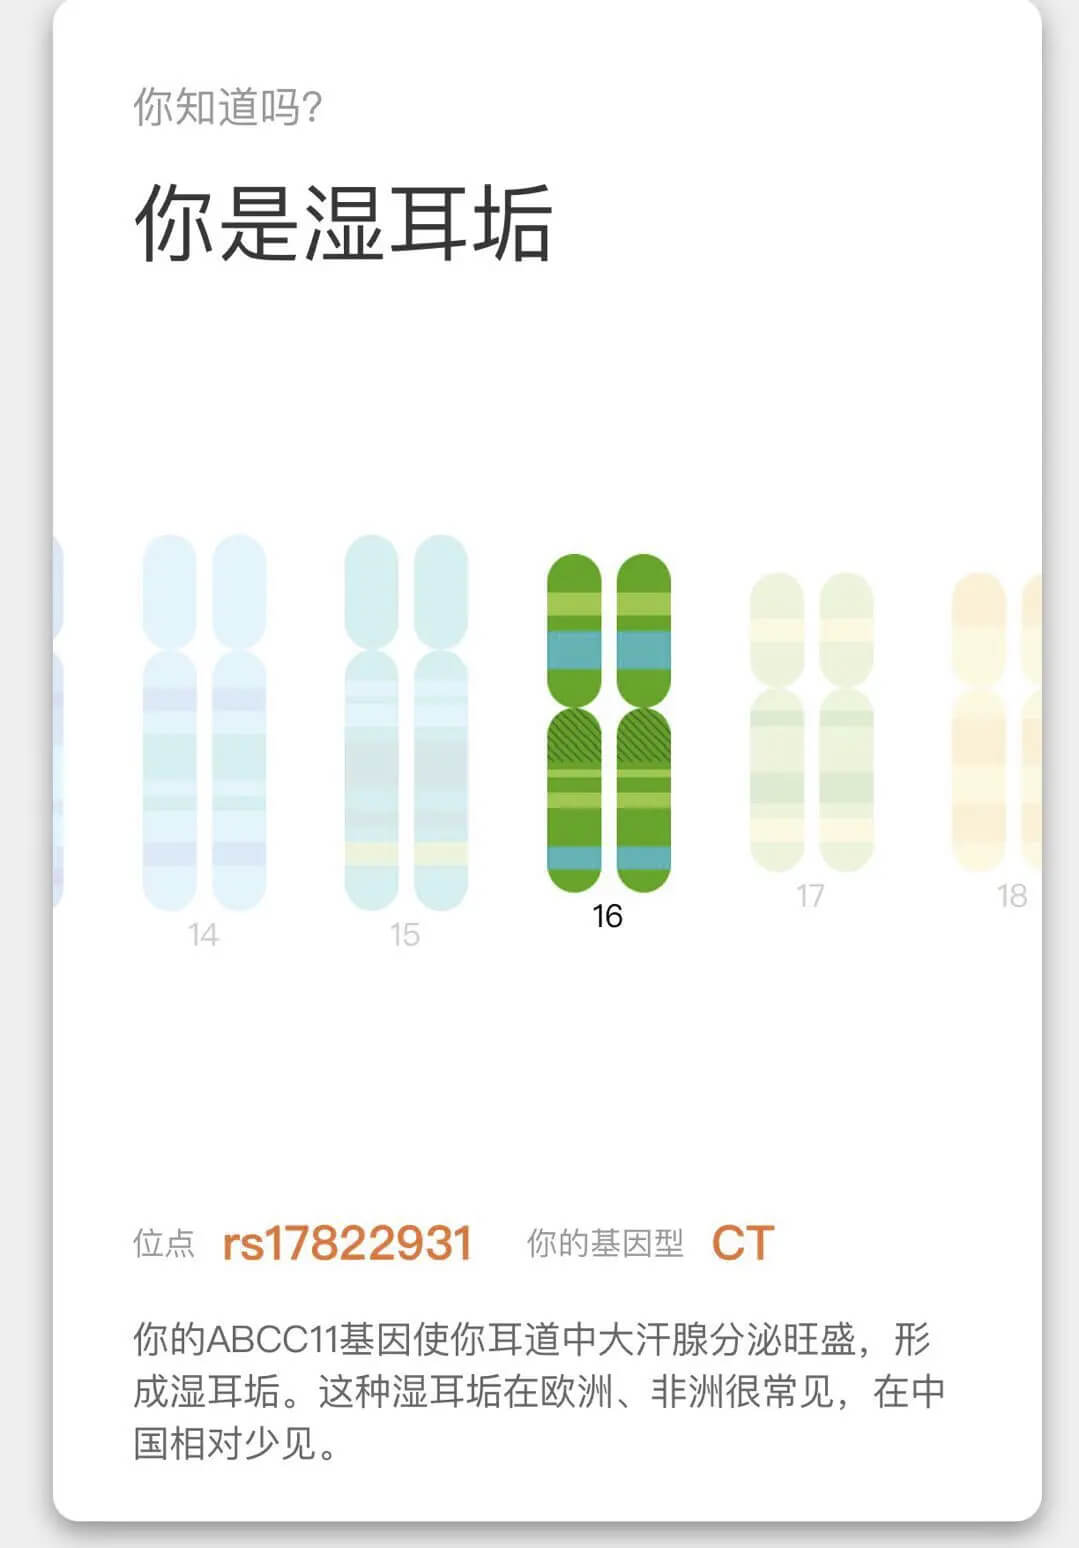 你知道吗?
你是湿耳垢
14
15
16
17
18
位点 rs17822931 你的基因型 CT
你的ABCC11基因使你耳道中大汗腺分泌旺盛，形
成湿耳垢。这种湿耳垢在欧洲、非洲很常见，在中
国相对少见。